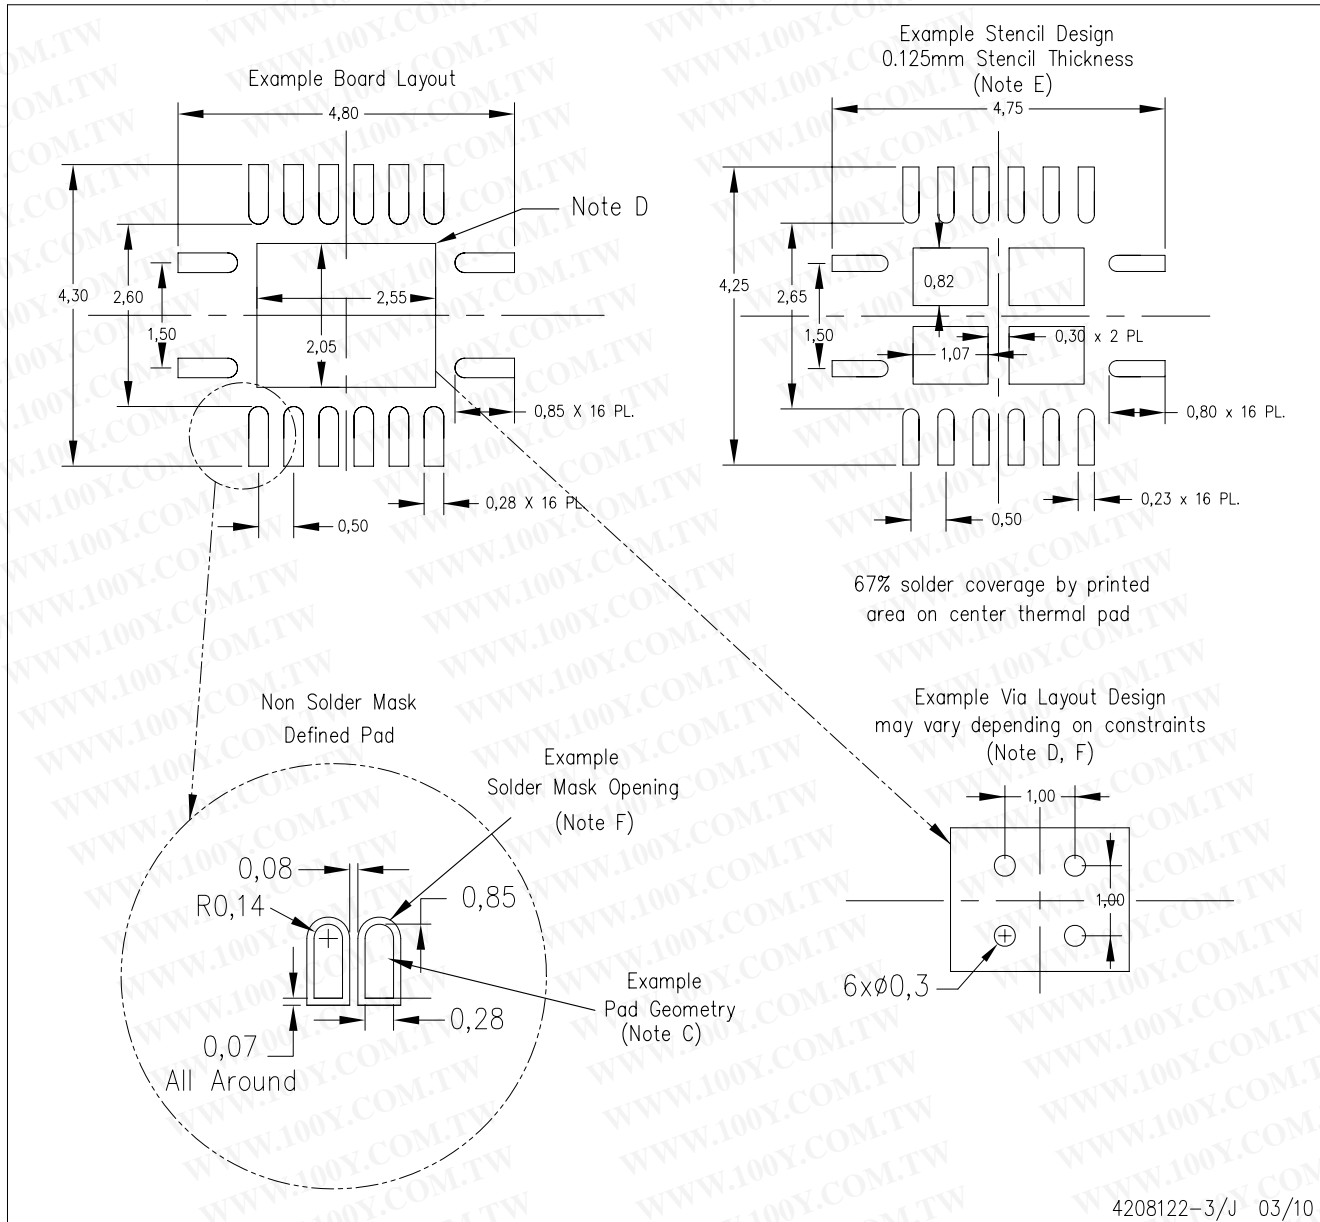 Example Board Layout
4,80
4,30
2,60
1,50
2,55
2,05
Note D
0,85 X 16 PL.
0,28 X 16 PL.
0,50
Example Stencil Design
0.125mm Stencil Thickness
(Note E)
4,75
4,25
2,65
1,50
0,82
1,07
0,30 x 2 PL
0,80 x 16 PL.
0,23 x 16 PL.
0,50
67% solder coverage by printed
area on center thermal pad
Non Solder Mask
Defined Pad
Example
Solder Mask Opening
(Note F)
0,08
R0,14
0,85
Example
Pad Geometry
(Note C)
0,28
0,07
All Around
Example Via Layout Design
may vary depending on constraints
(Note D, F)
1,00
1,00
6xø0,3
4208122-3/J 03/10
WWW.100Y.COM.TW